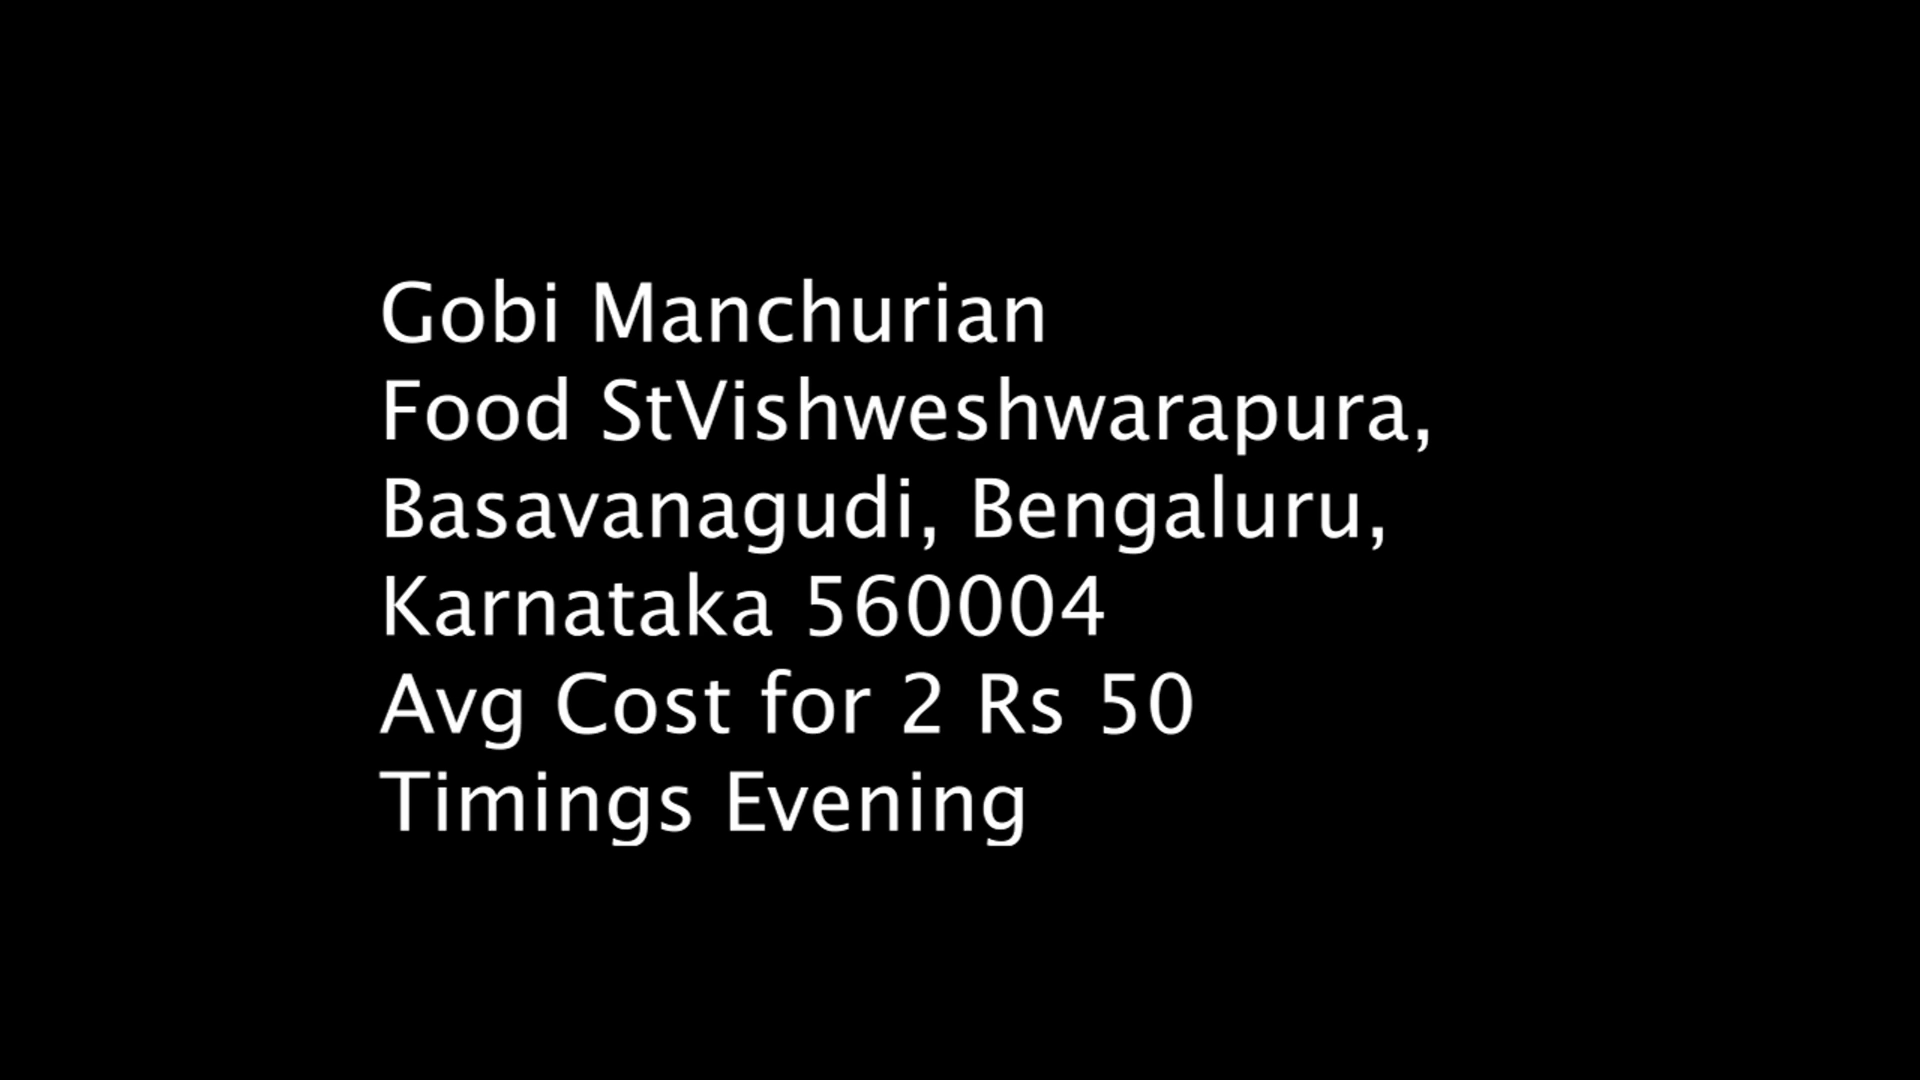 Gobi Manchurian
Food StVishweshwarapura,
Basavanagudi, Bengaluru,
Karnataka 560004
Avg Cost for 2 Rs 50
Timings Evening